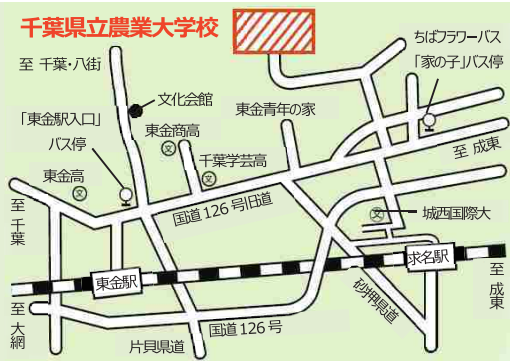 千葉県立農業大学校
至 千葉・八街
ちばフラワーバス
「家の子」バス停
文化会館
「東金駅入口」
バス停
東金商高
東金青年の家
千葉学芸高
東金高
文
文
文
至 成東
至 千葉
国道126号旧道
文
城西国際大
東金駅
求名駅
至 成東
至 大網
砂押県道
国道126号
片貝県道